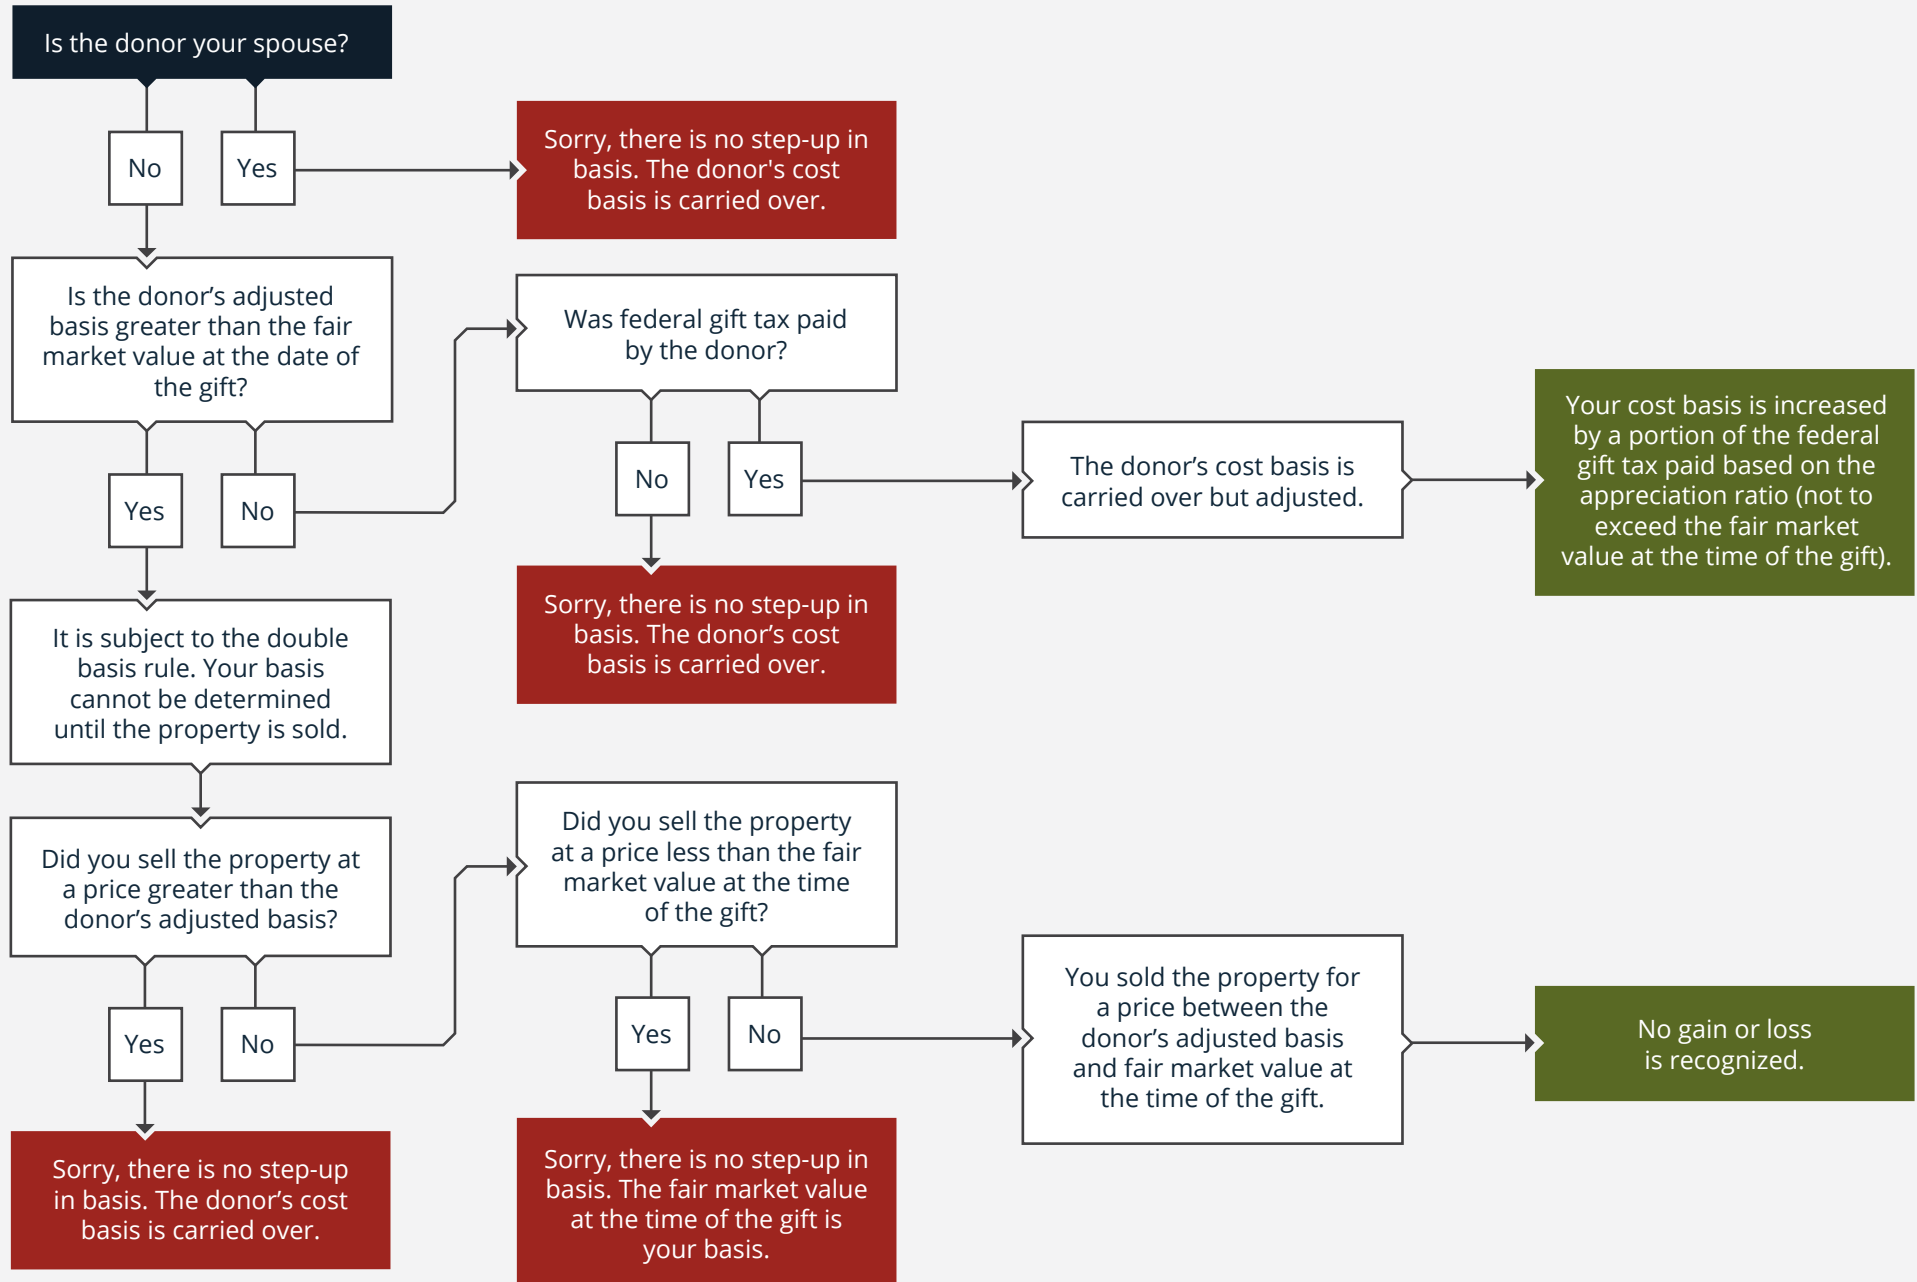 Is the donor your spouse?
No
Yes
Sorry, there is no step-up in
basis. The donor's cost
basis is carried over.
Is the donor’s adjusted
basis greater than the fair
market value at the date of
the gift?
Yes
No
Was federal gift tax paid
by the donor?
No
Yes
The donor’s cost basis is
carried over but adjusted.
Your cost basis is increased
by a portion of the federal
gift tax paid based on the
appreciation ratio (not to
exceed the fair market
value at the time of the gift).
Sorry, there is no step-up in
basis. The donor’s cost
basis is carried over.
It is subject to the double
basis rule. Your basis
cannot be determined
until the property is sold.
Did you sell the property at
a price greater than the
donor’s adjusted basis?
Yes
No
Did you sell the property
at a price less than the fair
market value at the time
of the gift?
Yes
No
You sold the property for
a price between the
donor’s adjusted basis
and fair market value at
the time of the gift.
No gain or loss
is recognized.
Sorry, there is no step-up
in basis. The donor’s cost
basis is carried over.
Sorry, there is no step-up in
basis. The fair market value
at the time of the gift is
your basis.